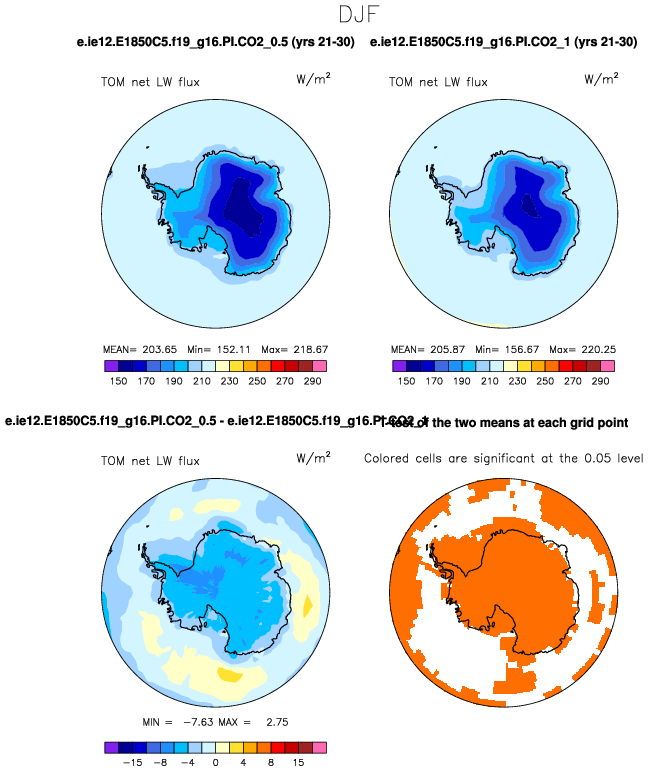 DJF
e.ie12.E1850C5.f19_g16.PI.CO2_0.5 (yrs 21-30)
e.ie12.E1850C5.f19_g16.PI.CO2_1 (yrs 21-30)
TOM net LW flux W/m²
TOM net LW flux W/m²
MEAN= 203.65 Min= 152.11 Max= 218.67
MEAN= 205.87 Min= 156.67 Max= 220.25
150 170 190 210 230 250 270 290
150 170 190 210 230 250 270 290
e.ie12.E1850C5.f19_g16.PI.CO2_0.5 - e.ie12.E1850C5.f19_g16.PI.CO2_1
T-test of the two means at each grid point
TOM net LW flux W/m²
Colored cells are significant at the 0.05 level
MIN = -7.63 MAX = 2.75
-15 -8 -4 0 4 8 15